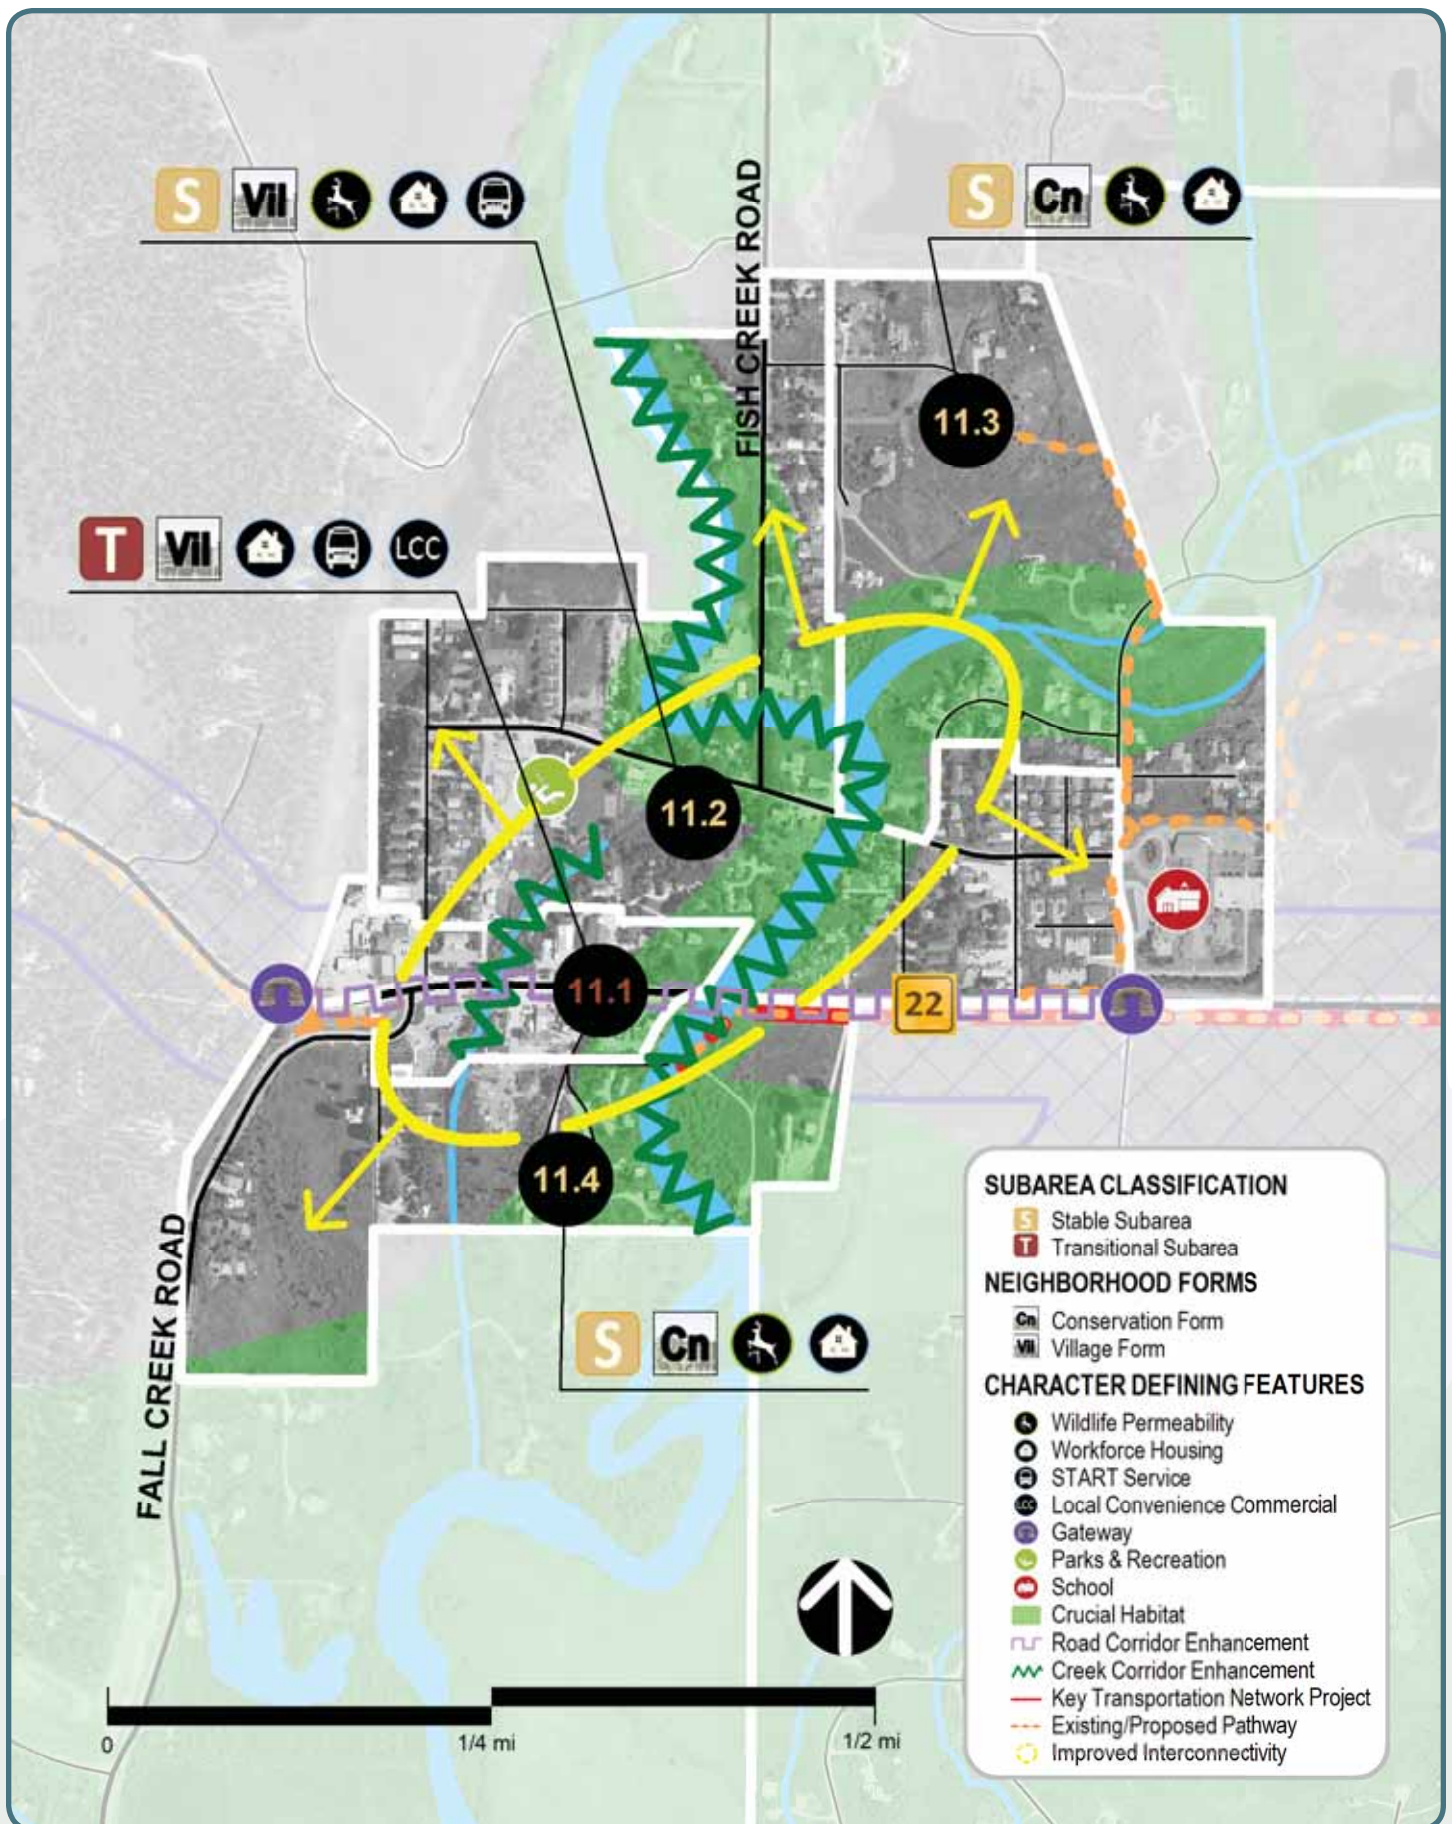 S Vil
S Cn
FISH CREEK ROAD
11.3
T Vil LCC
11.2
11.1
22
11.4
S Cn
FALL CREEK ROAD
SUBAREA CLASSIFICATION
S Stable Subarea
T Transitional Subarea
NEIGHBORHOOD FORMS
Cn Conservation Form
Vil Village Form
CHARACTER DEFINING FEATURES
Wildlife Permeability
Workforce Housing
START Service
LCC Local Convenience Commercial
Gateway
Parks & Recreation
School
Crucial Habitat
Road Corridor Enhancement
Creek Corridor Enhancement
Key Transportation Network Project
Existing/Proposed Pathway
Improved Interconnectivity
0 1/4 mi 1/2 mi